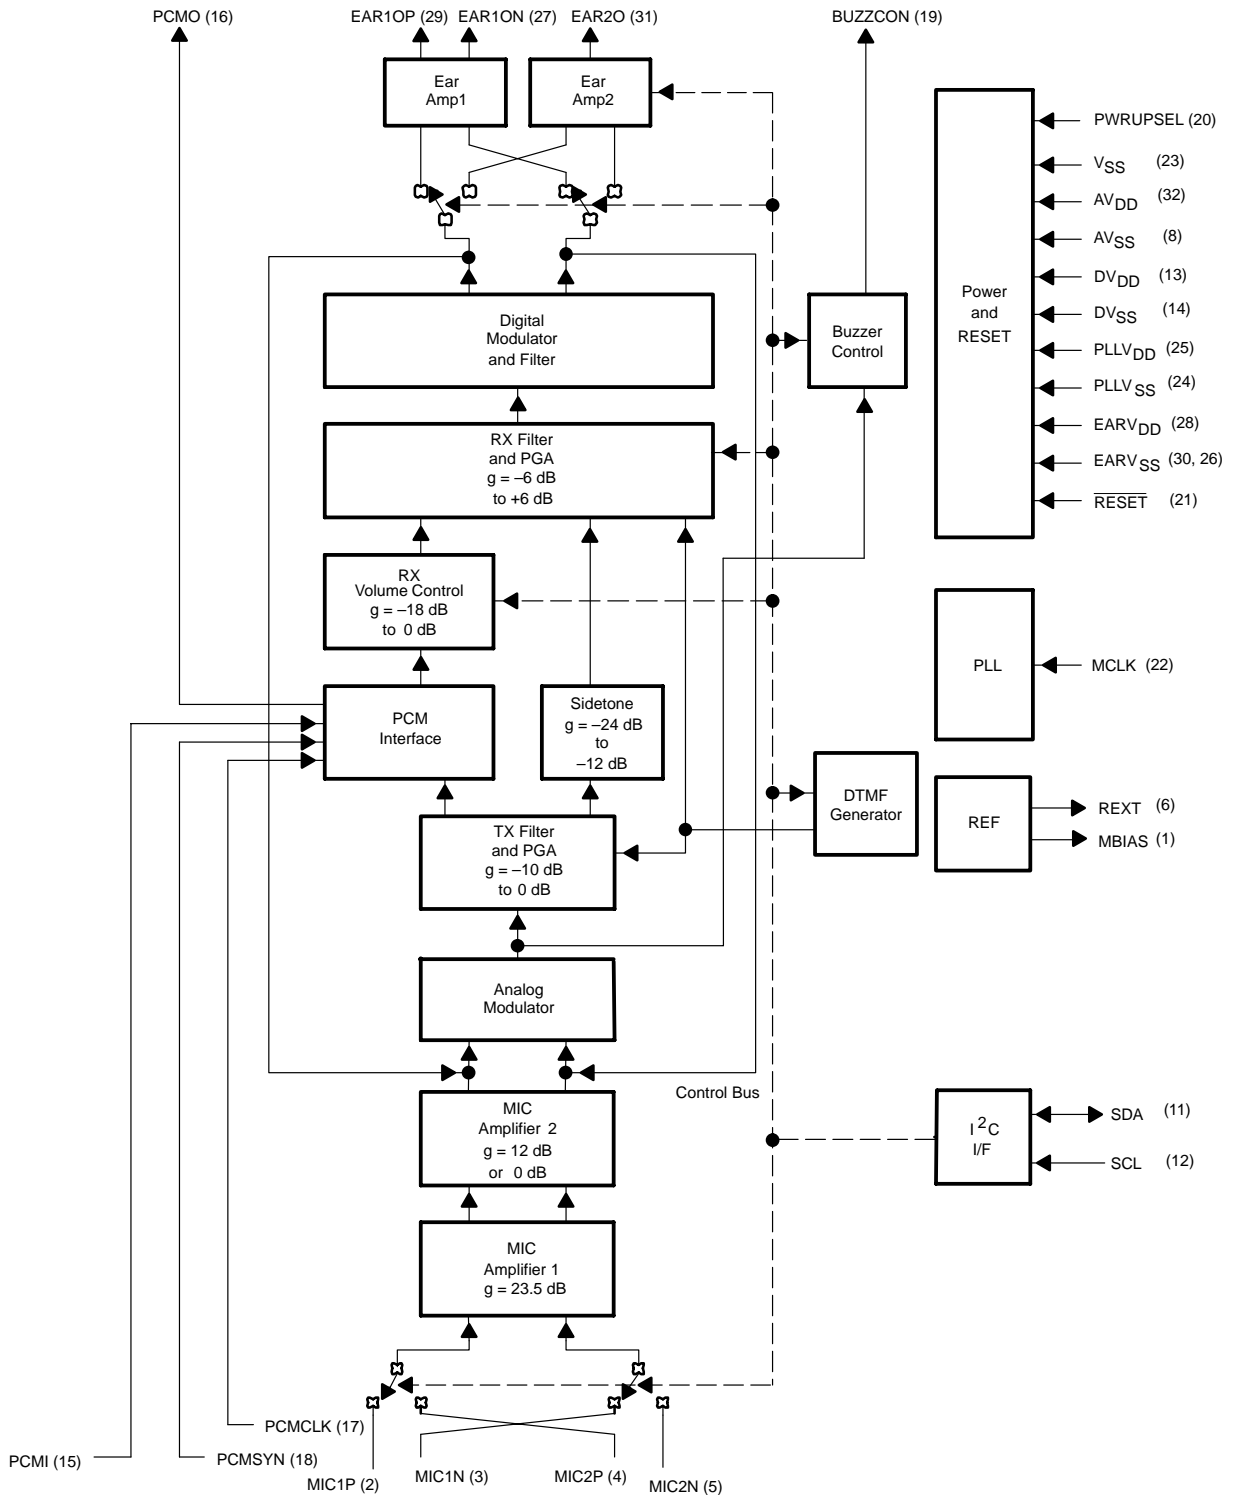 PCMO (16)
EAR1OP (29)
EAR1ON (27)
EAR2O (31)
BUZZCON (19)
Ear
Amp1
Ear
Amp2
Power
and
RESET
PWRUPSEL (20)
VSS (23)
AVDD (32)
AVSS (8)
DVDD (13)
DVSS (14)
PLLVDD (25)
PLLVSS (24)
EARVDD (28)
EARVSS (30, 26)
RESET (21)
Digital
Modulator
and Filter
Buzzer
Control
RX Filter
and PGA
g = –6 dB
to +6 dB
RX
Volume Control
g = –18 dB
to 0 dB
PLL
MCLK (22)
PCM
Interface
Sidetone
g = –24 dB
to
–12 dB
DTMF
Generator
REF
REXT (6)
MBIAS (1)
TX Filter
and PGA
g = –10 dB
to 0 dB
Analog
Modulator
Control Bus
MIC
Amplifier 2
g = 12 dB
or 0 dB
I2C
I/F
SDA (11)
SCL (12)
MIC
Amplifier 1
g = 23.5 dB
PCMCLK (17)
PCMI (15)
PCMSYN (18)
MIC1P (2)
MIC1N (3)
MIC2P (4)
MIC2N (5)